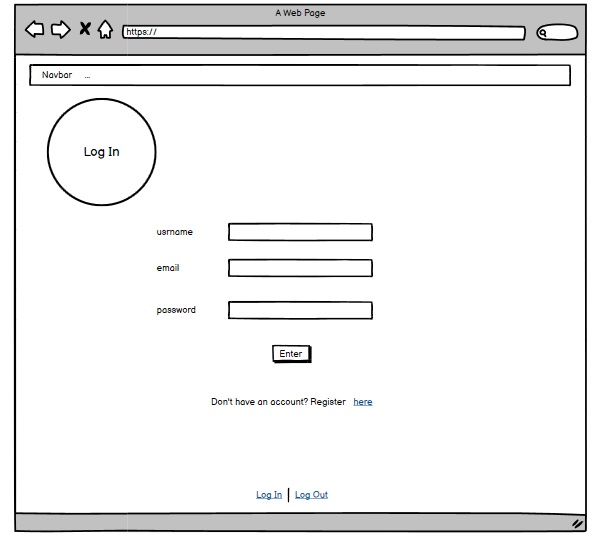 A Web Page
https://
Navbar ...
Log In
usrname
email
password
Enter
Don't have an account? Register here
Log In | Log Out